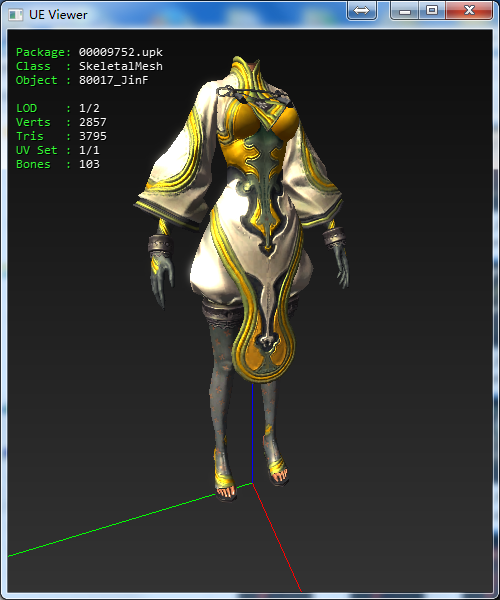 UE Viewer
Package: 00009752.upk
Class : SkeletalMesh
Object : 80017_JinF
LOD : 1/2
Verts : 2857
Tris : 3795
UV Set : 1/1
Bones : 103